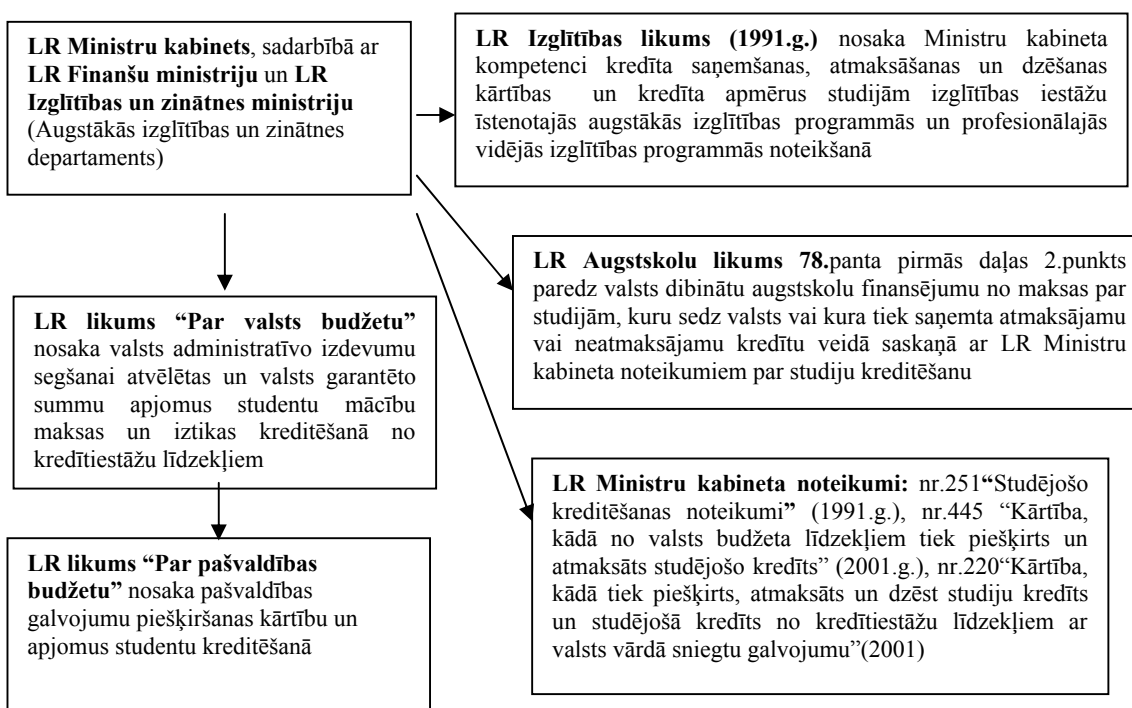 LR Ministru kabinets, sadarbībā ar
LR Finanšu ministriju un LR
Izglītības un zinātnes ministriju
(Augstākās izglītības un zinātnes
departaments)
LR Izglītības likums (1991.g.) nosaka Ministru kabineta
kompetenci kredīta saņemšanas, atmaksāšanas un dzēšanas
kārtības un kredīta apmērus studijām izglītības iestāžu
īstenotajās augstākās izglītības programmās un profesionālajās
vidējās izglītības programmās noteikšanā
LR Augstskolu likums 78.panta pirmās daļas 2.punkts
paredz valsts dibinātu augstskolu finansējumu no maksas par
studijām, kuru sedz valsts vai kura tiek saņemta atmaksājamu
vai neatmaksājamu kredītu veidā saskaņā ar LR Ministru
kabineta noteikumiem par studiju kreditēšanu
LR likums “Par valsts budžetu”
nosaka valsts administratīvo izdevumu
segšanai atvēlētas un valsts garantēto
summu apjomus studentu mācību
maksas un iztikas kreditēšanā no
kredītiestāžu līdzekļiem
LR Ministru kabineta noteikumi: nr.251“Studējošo
kreditēšanas noteikumi” (1991.g.), nr.445 “Kārtība,
kādā no valsts budžeta līdzekļiem tiek piešķirts un
atmaksāts studējošo kredīts” (2001.g.), nr.220“Kārtība,
kādā tiek piešķirts, atmaksāts un dzēst studiju kredīts
un studējošā kredīts no kredītiestāžu līdzekļiem ar
valsts vārdā sniegtu galvojumu”(2001)
LR likums “Par pašvaldības
budžetu” nosaka pašvaldības
galvojumu piešķiršanas kārtību un
apjomus studentu kreditēšanā